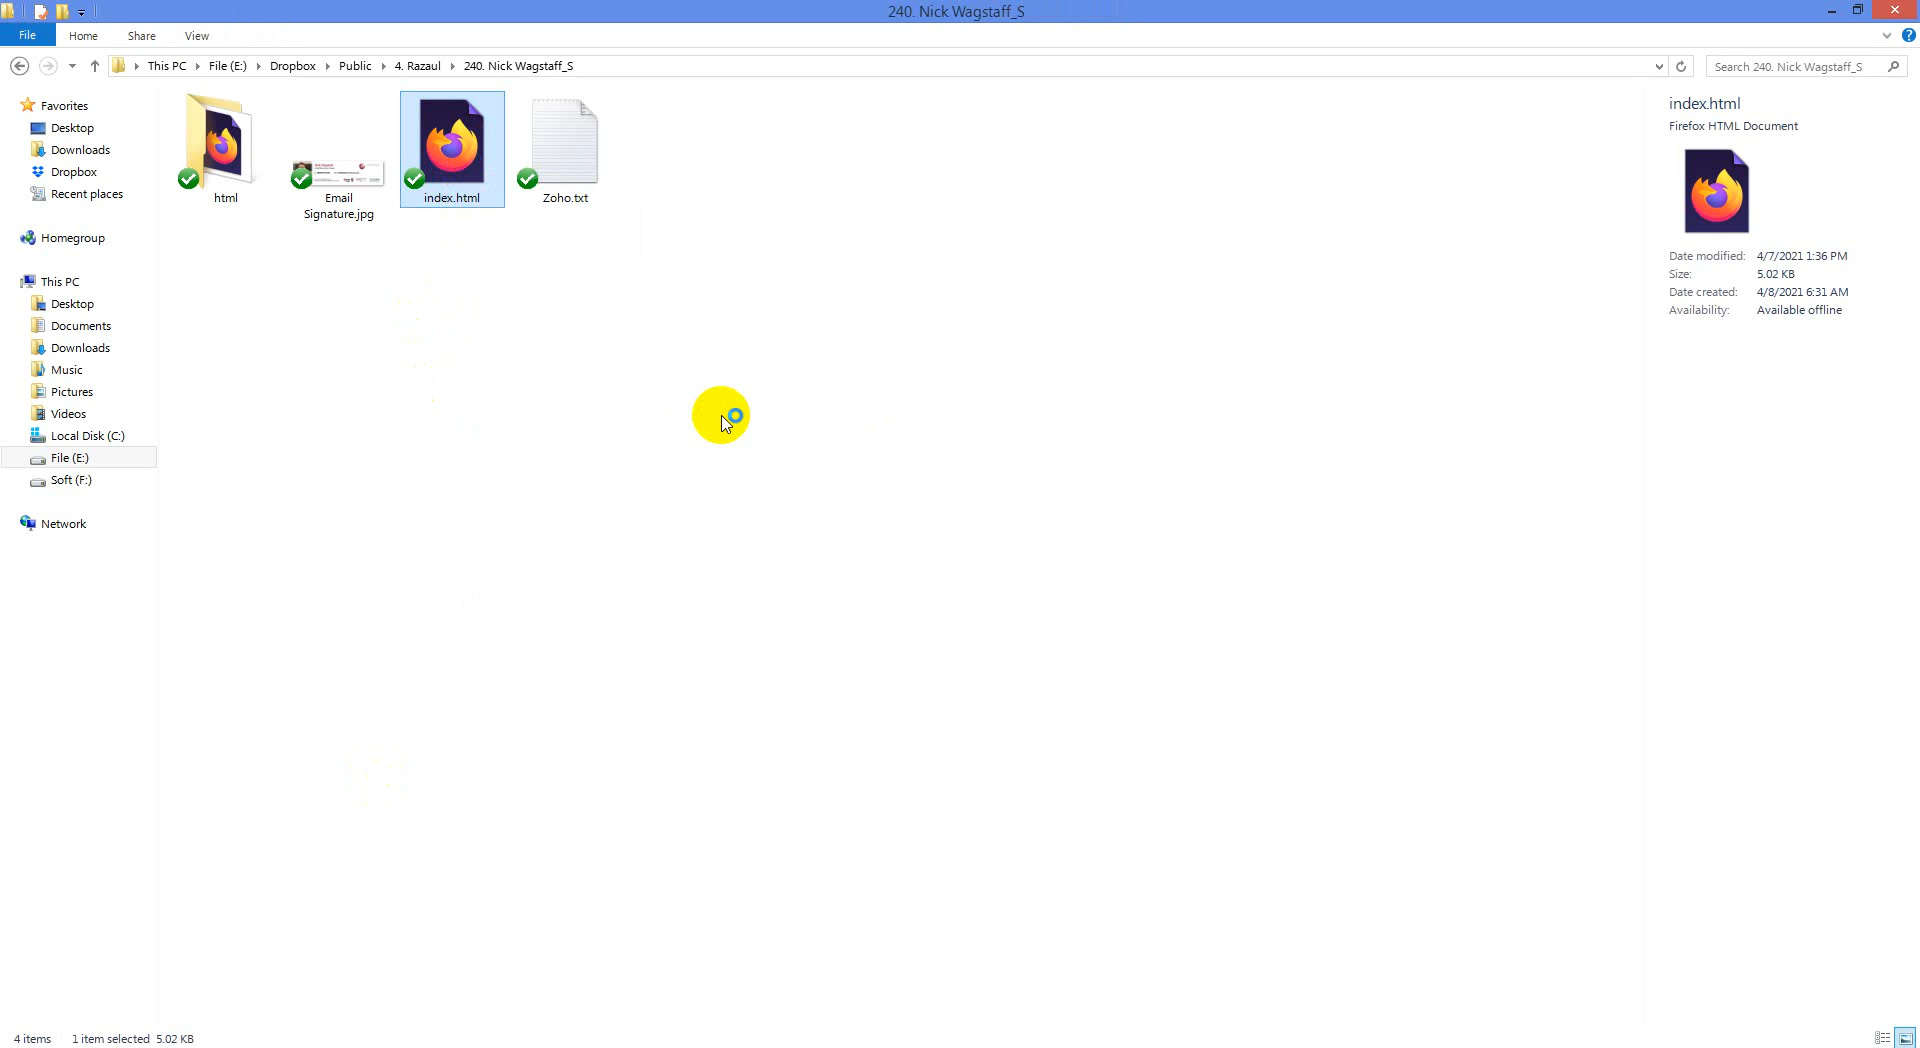 240. Nick Wagstaff_S
File
Home
Share
View
This PC
File (E:)
Dropbox
Public
4. Razaul
240. Nick Wagstaff_S
Search 240. Nick Wagstaff_S
Favorites
Desktop
Downloads
Dropbox
Recent places
Homegroup
This PC
Desktop
Documents
Downloads
Music
Pictures
Videos
Local Disk (C:)
File (E:)
Soft (F:)
Network
html
Email
Signature.jpg
index.html
Zoho.txt
index.html
Firefox HTML Document
Date modified: 4/7/2021 1:36 PM
Size: 5.02 KB
Date created: 4/8/2021 6:31 AM
Availability: Available offline
4 items 1 item selected 5.02 KB